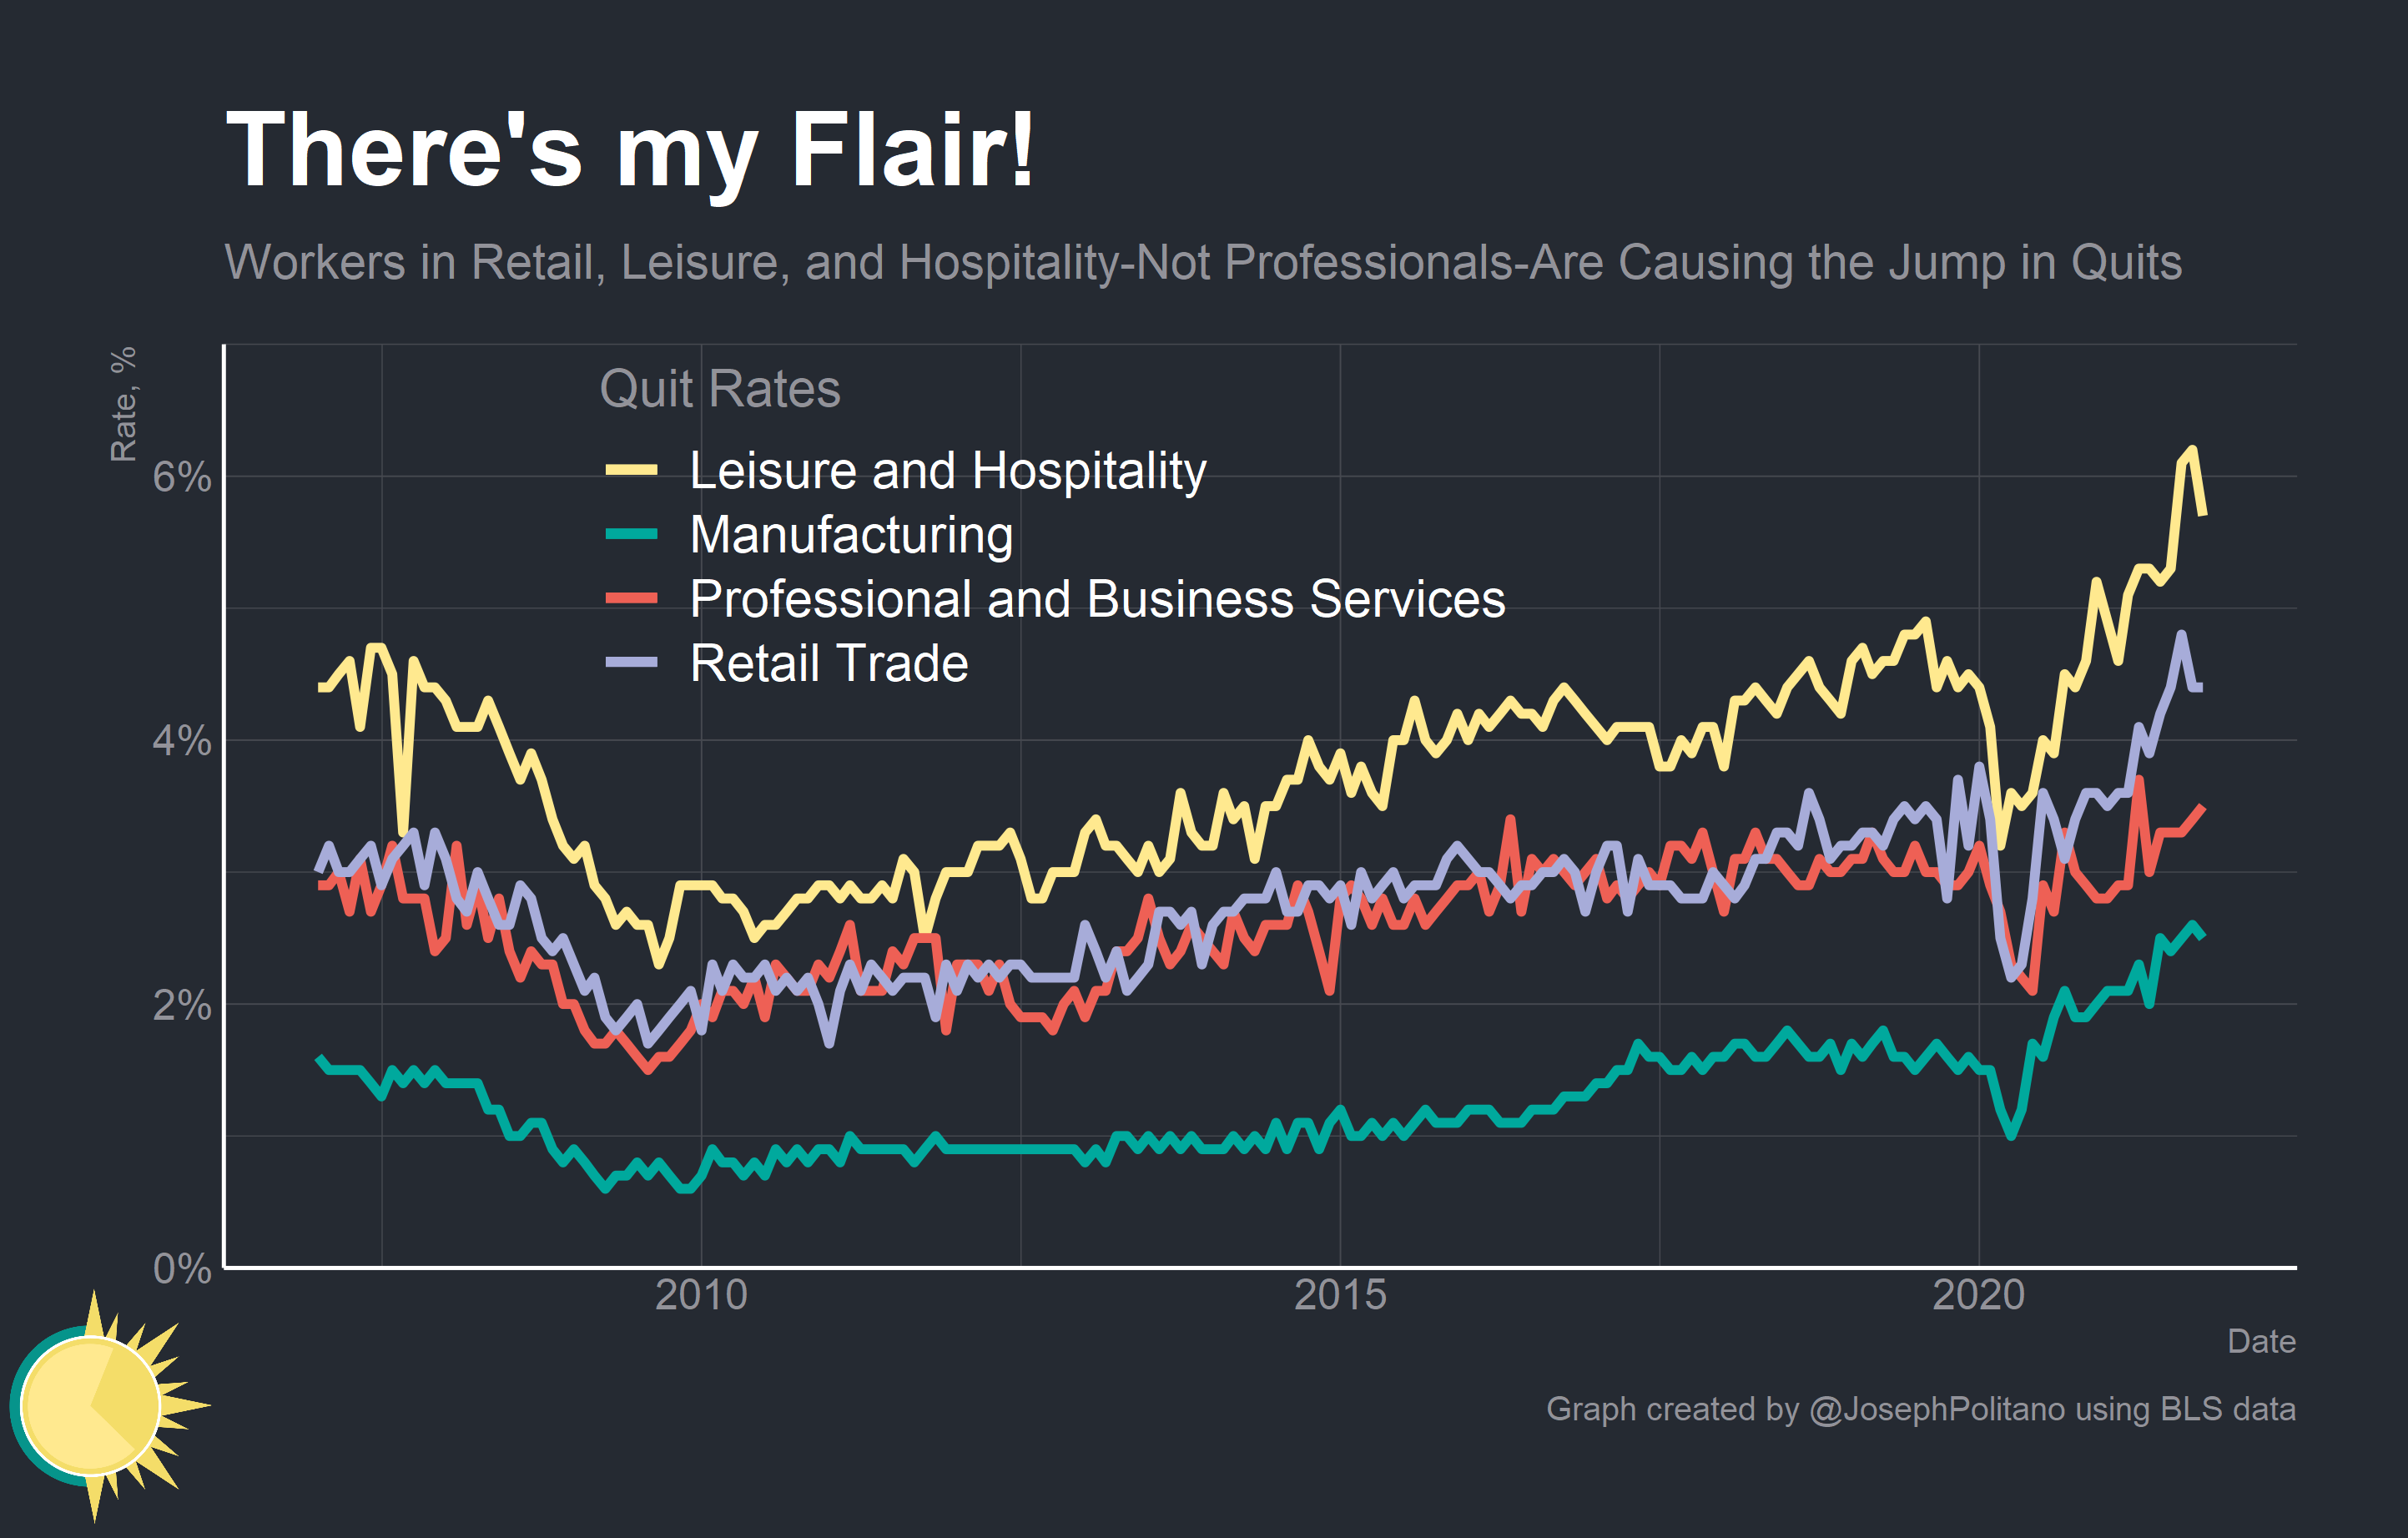 There's my Flair!
Workers in Retail, Leisure, and Hospitality-Not Professionals-Are Causing the Jump in Quits
Rate, %
Quit Rates
Leisure and Hospitality
Manufacturing
Professional and Business Services
Retail Trade
6%
4%
2%
0%
2010
2015
2020
Date
Graph created by @JosephPolitano using BLS data